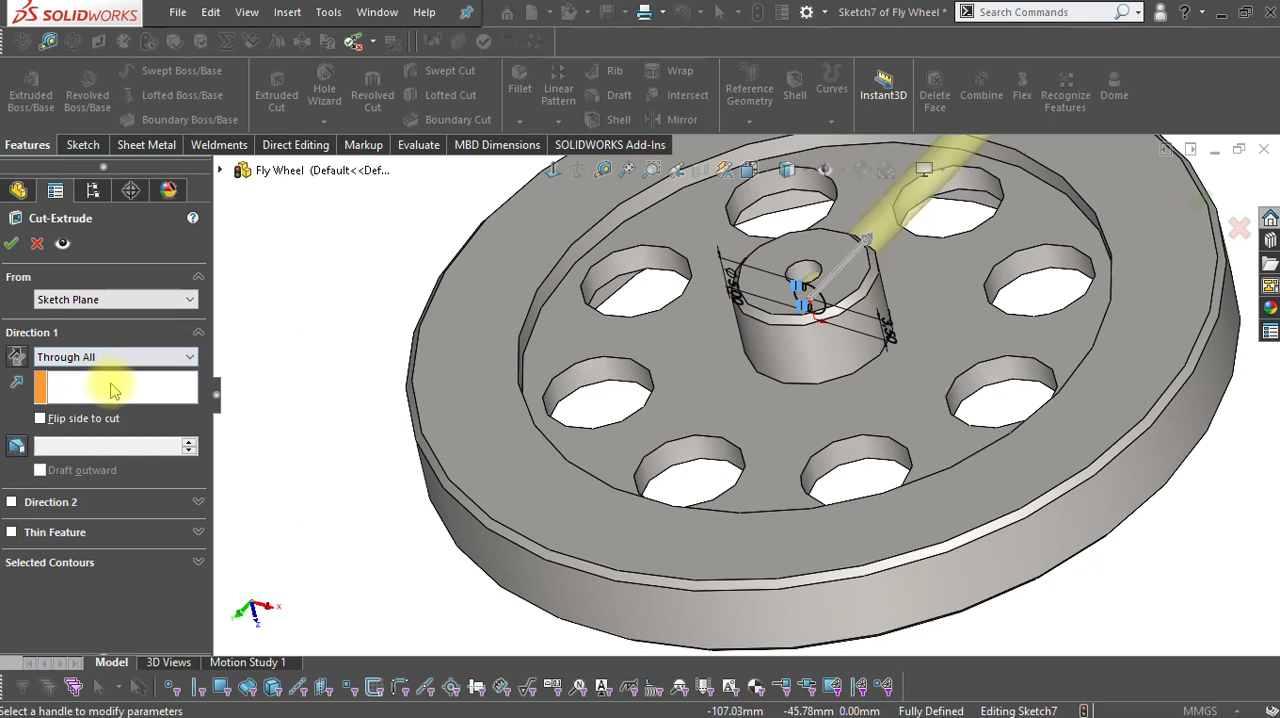 SOLIDWORKS File Edit View Insert Tools Window Help Sketch7 of Fly Wheel * Search Commands ?
Extruded Boss/Base Revolved Boss/Base Swept Boss/Base Lofted Boss/Base Boundary Boss/Base Extruded Cut Hole Wizard Revolved Cut Swept Cut Lofted Cut Boundary Cut Fillet Linear Pattern Rib Draft Shell Wrap Intersect Mirror Reference Geometry Shell Curves Instant3D Delete Face Combine Flex Recognize Features Dome
Features Sketch Sheet Metal Weldments Direct Editing Markup Evaluate MBD Dimensions SOLIDWORKS Add-Ins
Fly Wheel (Default<<Def...
Cut-Extrude
From
Sketch Plane
Direction 1
Through All
Flip side to cut
Draft outward
Direction 2
Thin Feature
Selected Contours
3.50
X
Y
Z
Model 3D Views Motion Study 1
Select a handle to modify parameters -107.03mm -45.78mm 0.00mm Fully Defined Editing Sketch7 MMGS